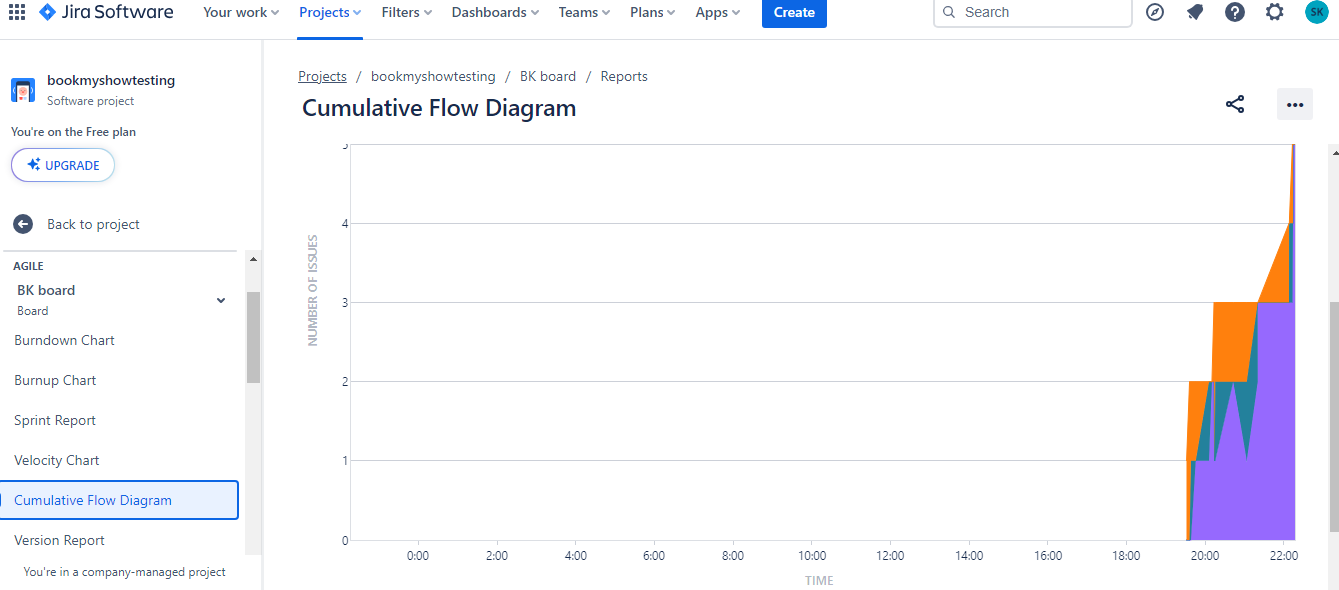 Jira Software Your work Projects Filters Dashboards Teams Plans Apps Create Search SK
bookmyshowtesting
Software project
You're on the Free plan
UPGRADE
Back to project
AGILE
BK board
Board
Burndown Chart
Burnup Chart
Sprint Report
Velocity Chart
Cumulative Flow Diagram
Version Report
You're in a company-managed project
Projects / bookmyshowtesting / BK board / Reports
Cumulative Flow Diagram
NUMBER OF ISSUES
5
4
3
2
1
0
0:00 2:00 4:00 6:00 8:00 10:00 12:00 14:00 16:00 18:00 20:00 22:00
TIME